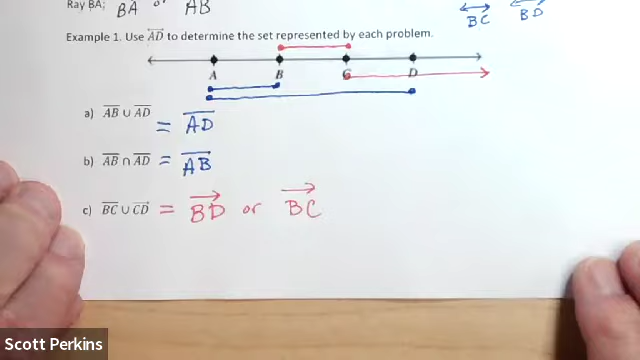 Ray BA; BA or AB
BC BD
Example 1. Use AD to determine the set represented by each problem.
A B C D
a) AB ∪ AD = AD
b) AB ∩ AD = AB
c) BC ∪ CD = BD or BC
Scott Perkins